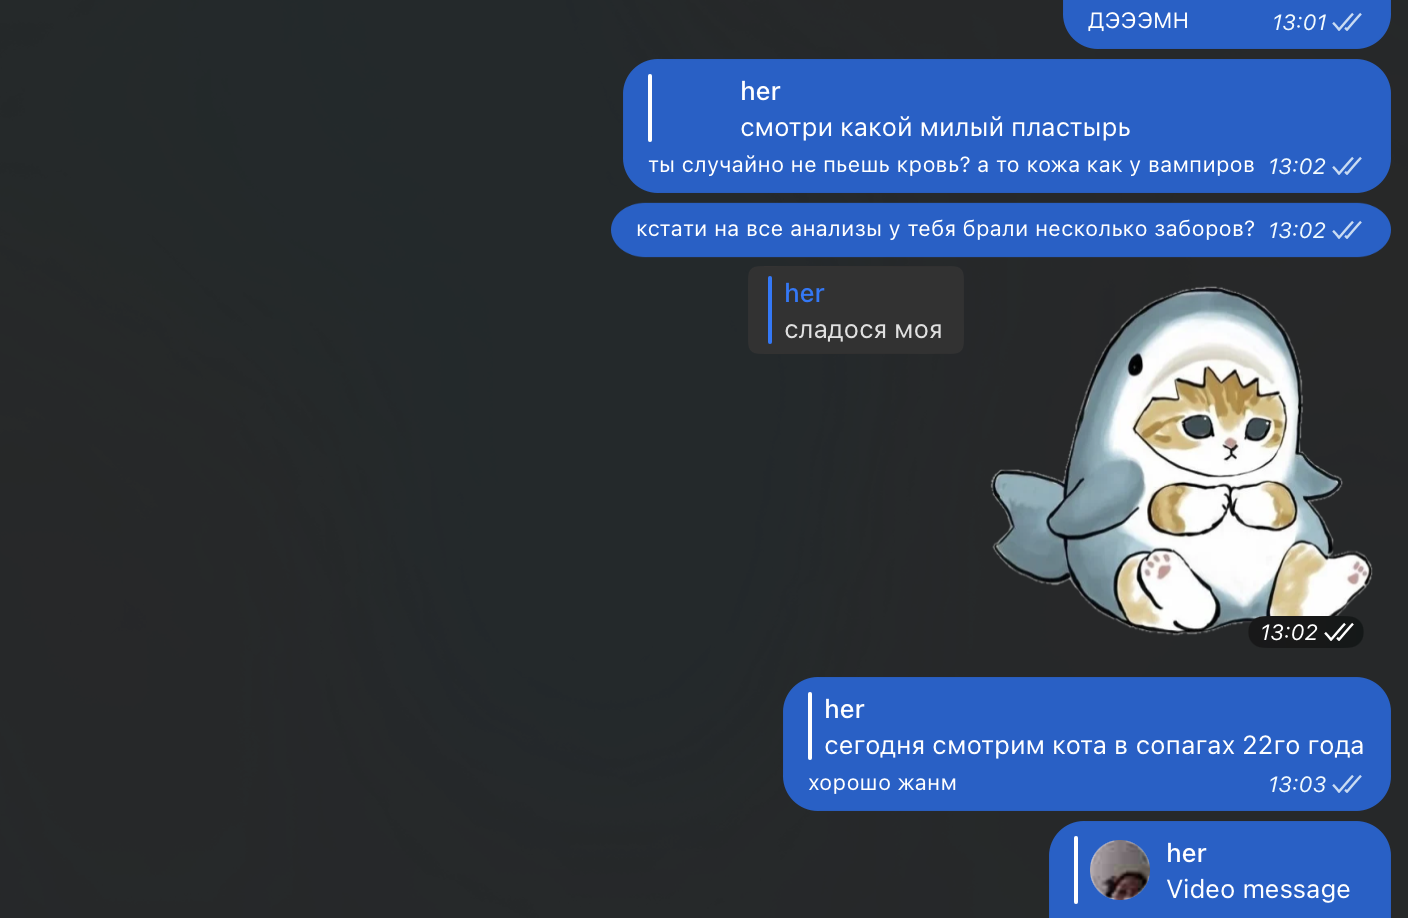 ДЭЭЭМН 13:01
her
смотри какой милый пластырь
ты случайно не пьешь кровь? а то кожа как у вампиров 13:02
кстати на все анализы у тебя брали несколько заборов? 13:02
her
сладося моя
13:02
her
сегодня смотрим кота в сопагах 22го года
хорошо жанм 13:03
her
Video message